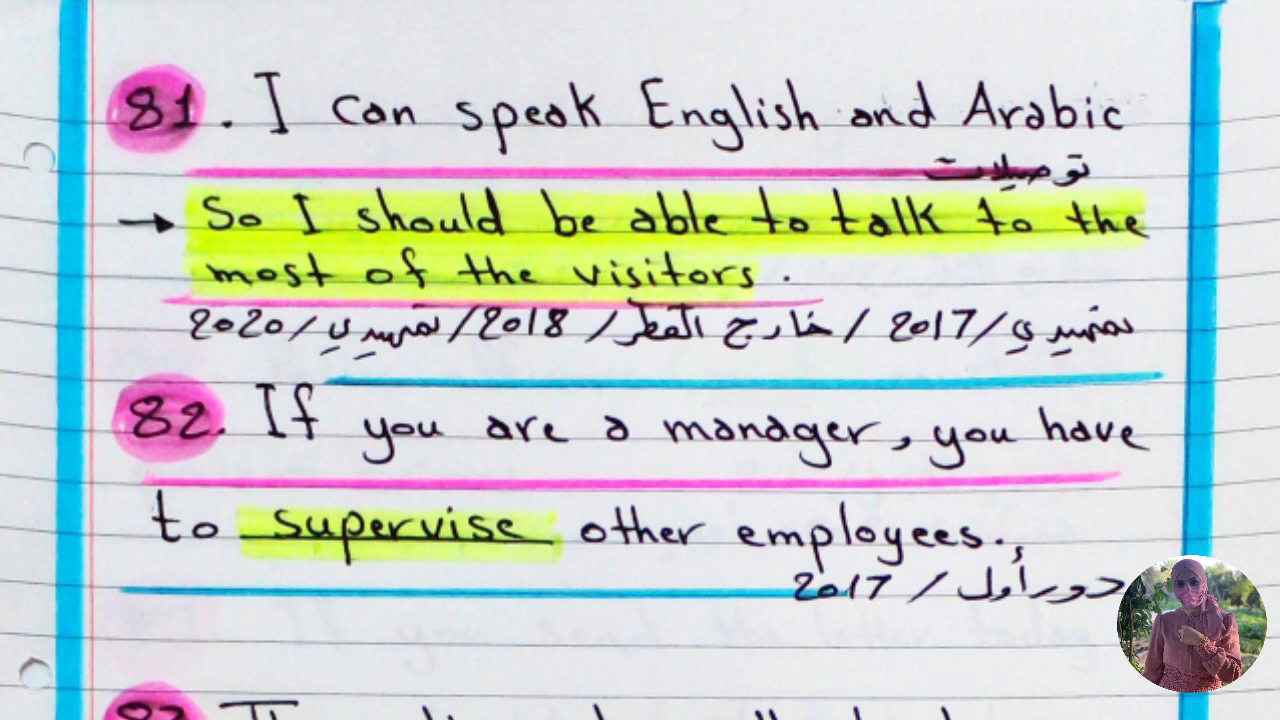 81. I can speak English and Arabic
توصيلات
→ So I should be able to talk to the
most of the visitors.
تمهيدي / 2017 / خارج القطر / 2018 / تمهيدي / 2020
82. If you are a manager, you have
to supervise other employees.
دور أول / 2017
83